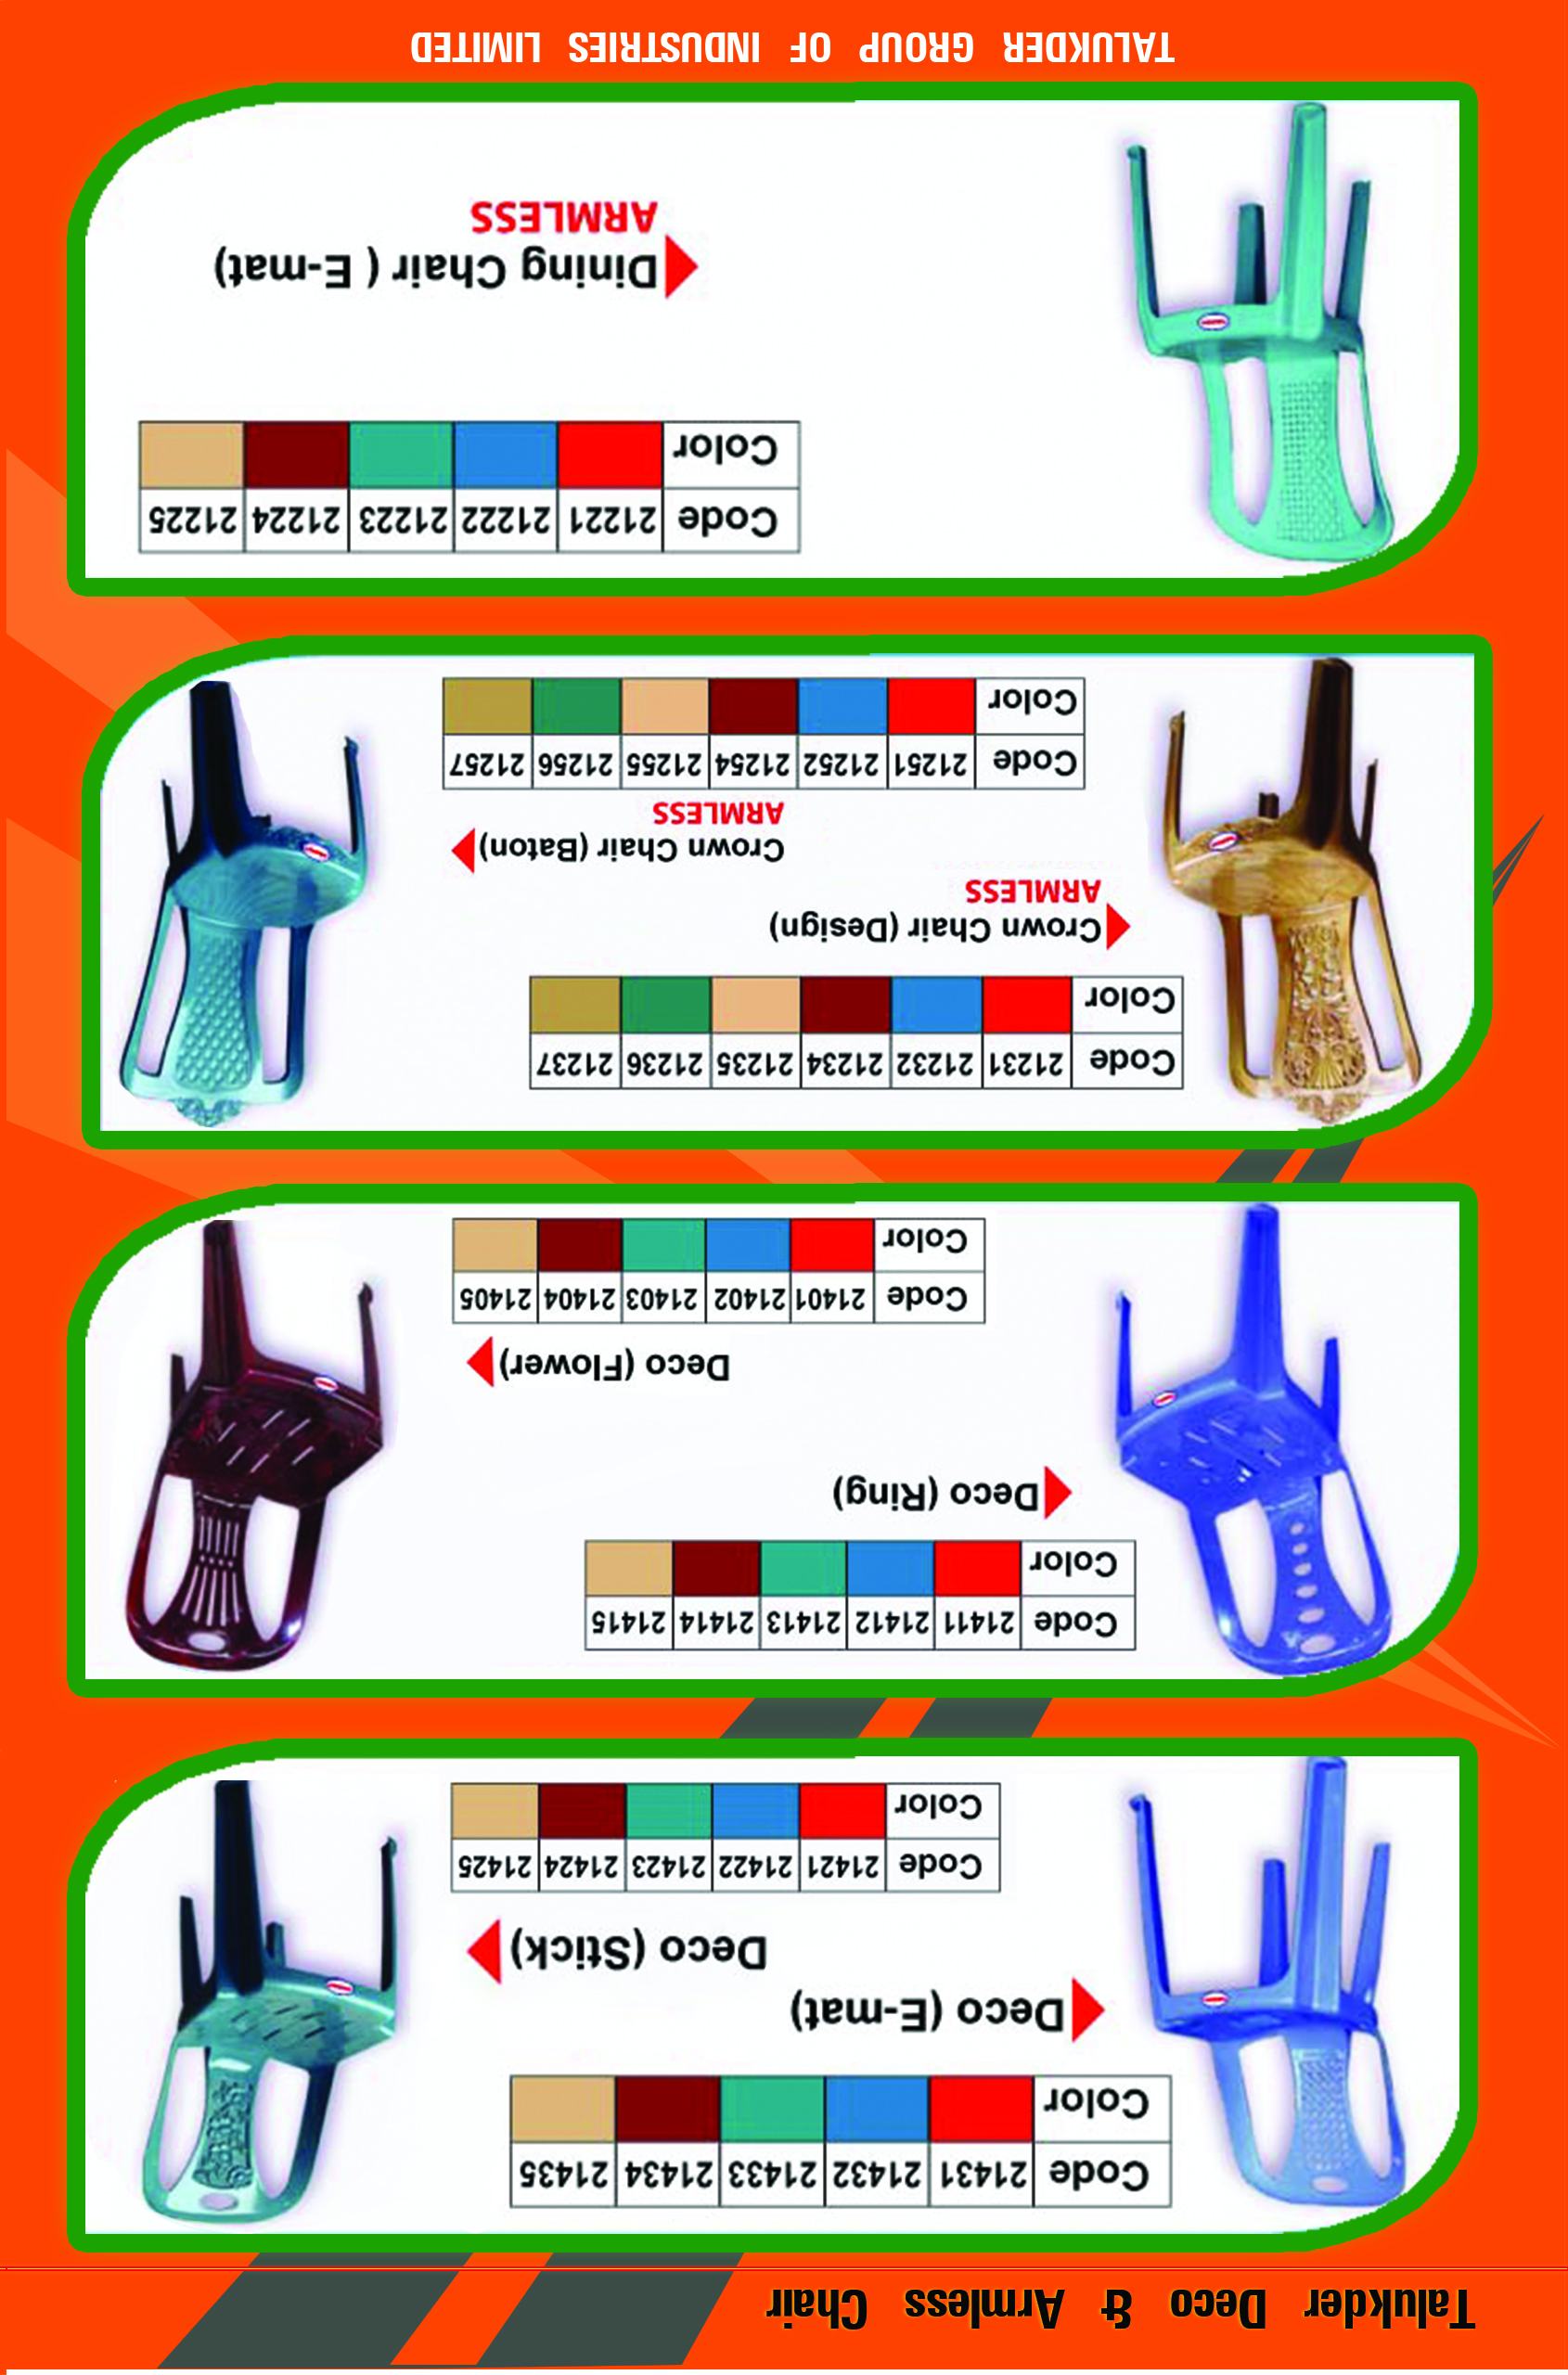 Talukder Deco & Armless Chair
Code 21431 21432 21433 21434 21435
Color
Deco (E-mat)
Deco (Stick)
Code 21421 21422 21423 21424 21425
Color
Code 21411 21412 21413 21414 21415
Color
Deco (Ring)
Deco (Flower)
Code 21401 21402 21403 21404 21405
Color
Code 21231 21232 21234 21235 21236 21237
Color
Crown Chair (Design)
ARMLESS
Crown Chair (Baton)
ARMLESS
Code 21251 21252 21254 21255 21256 21257
Color
Code 21221 21222 21223 21224 21225
Color
Dining Chair ( E-mat)
ARMLESS
TALUKDER GROUP OF INDUSTRIES LIMITED